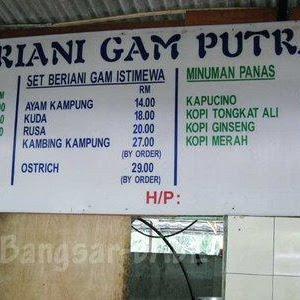 RIANI GAM PUTRA
SET BERIANI GAM ISTIMEWA
RM
AYAM KAMPUNG 14.00
KUDA 18.00
RUSA 20.00
KAMBING KAMPUNG 27.00
(BY ORDER)
OSTRICH 29.00
(BY ORDER)
MINUMAN PANAS
KAPUCINO
KOPI TONGKAT ALI
KOPI GINSENG
KOPI MERAH
H/P:
Bangsar